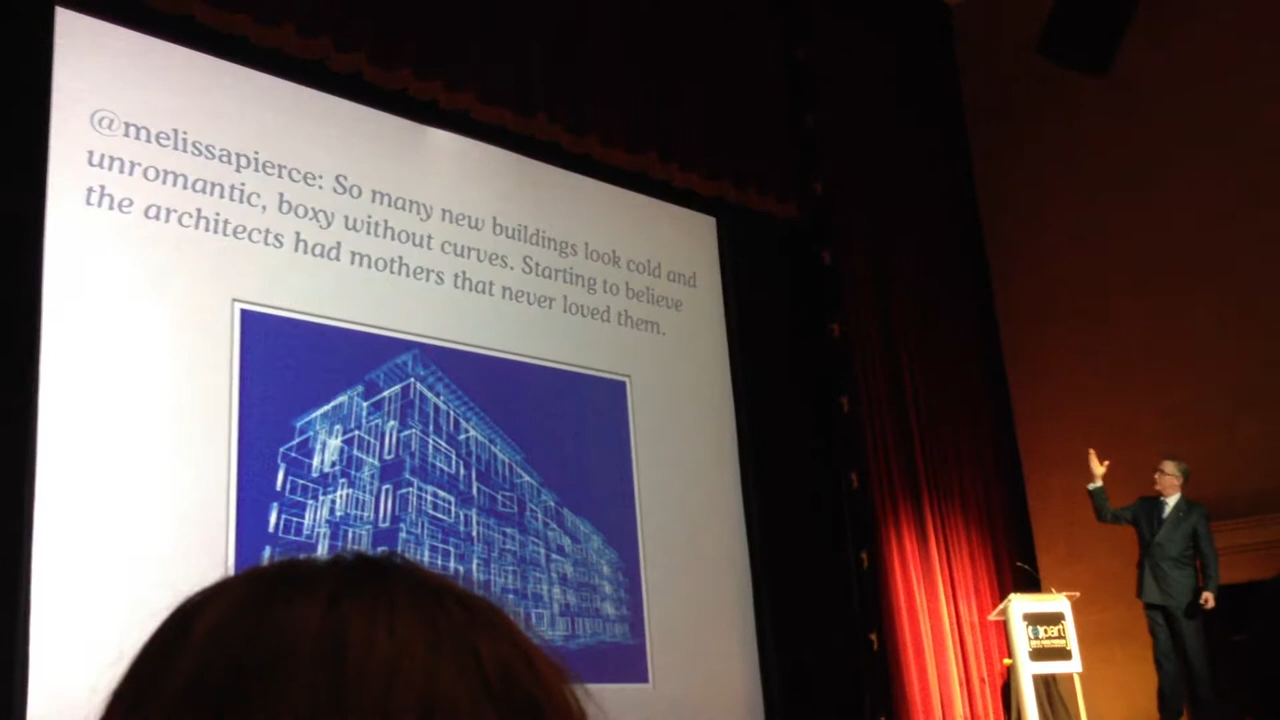 @melissapierce: So many new buildings look cold and
unromantic, boxy without curves. Starting to believe
the architects had mothers that never loved them.
part